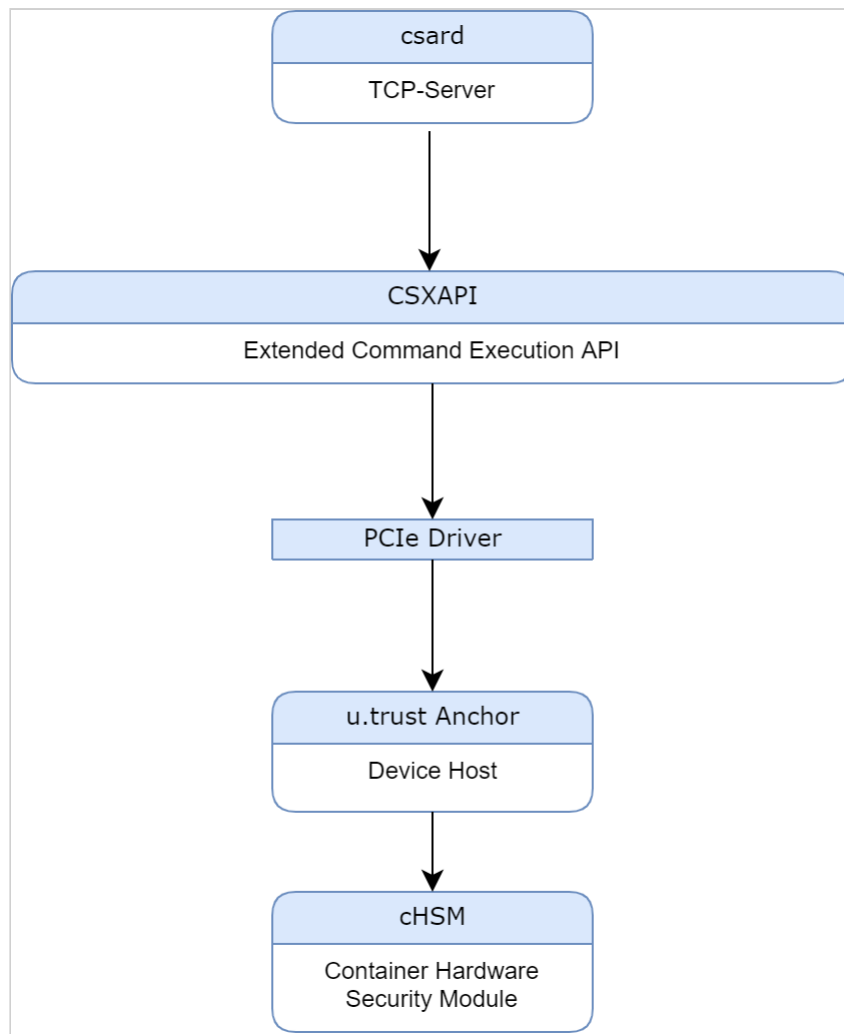 csard
TCP-Server
CSXAPI
Extended Command Execution API
PCIe Driver
u.trust Anchor
Device Host
cHSM
Container Hardware
Security Module